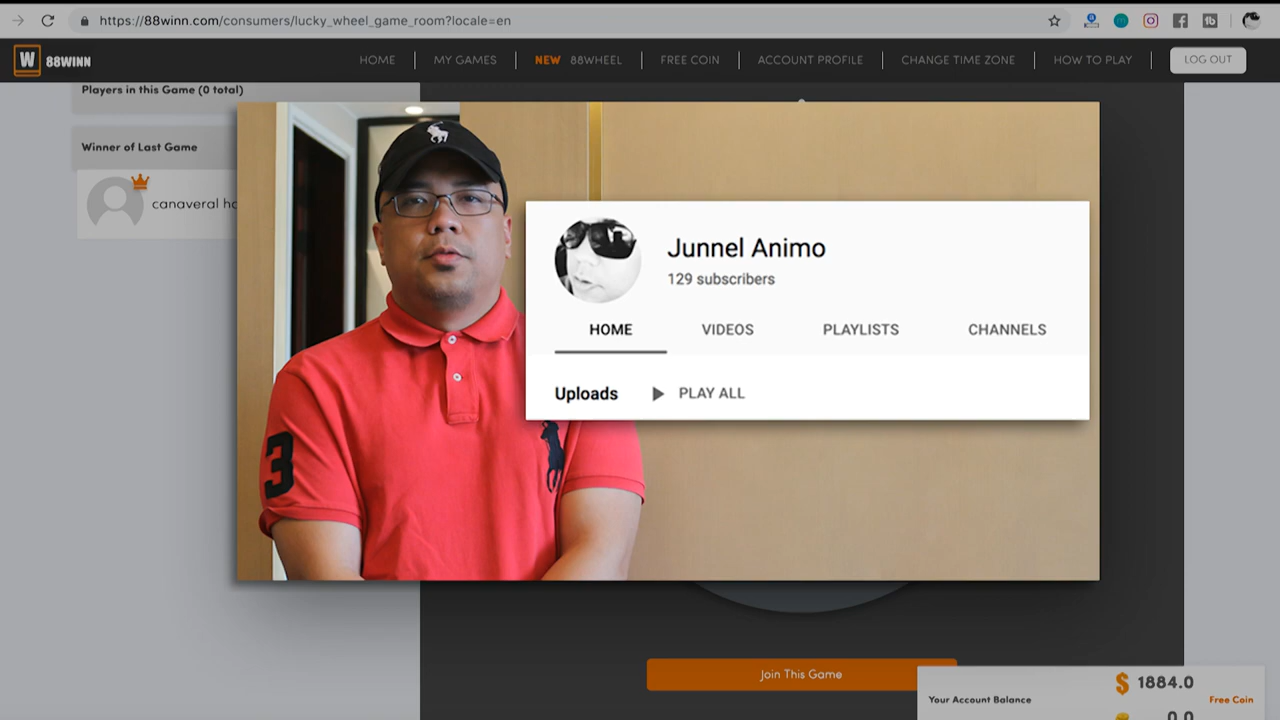 https://88winn.com/consumers/lucky_wheel_game_room?locale=en
W 88WINN HOME MY GAMES NEW 88WHEEL FREE COIN ACCOUNT PROFILE CHANGE TIME ZONE HOW TO PLAY LOG OUT
Players in this Game (0 total)
Winner of Last Game
canaveral
Junnel Animo
129 subscribers
HOME VIDEOS PLAYLISTS CHANNELS
Uploads PLAY ALL
3
Join This Game
$ 1884.0
Your Account Balance Free Coin
0.0